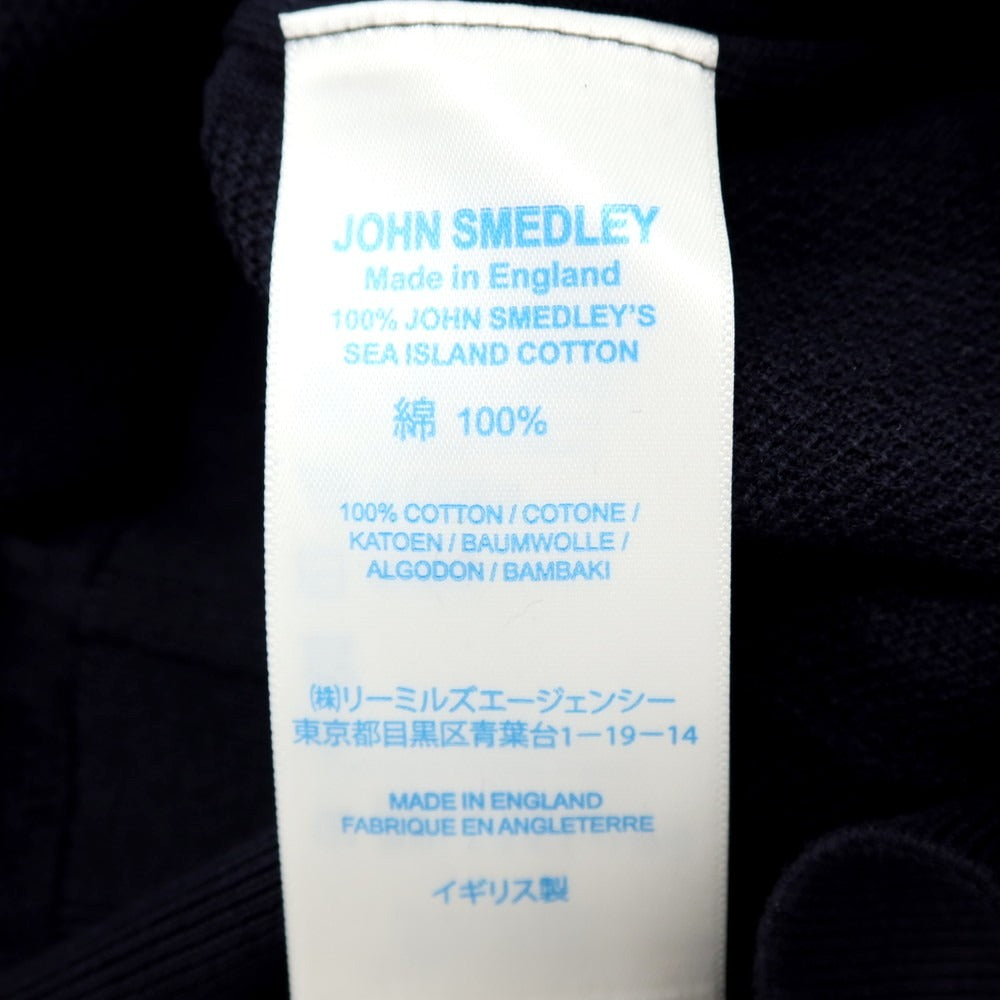 JOHN SMEDLEY
Made in England
100% JOHN SMEDLEY'S
SEA ISLAND COTTON
綿 100%
100% COTTON / COTONE /
KATOEN / BAUMWOLLE /
ALGODON / BAMBAKI
㈱リーミルズエージェンシー
東京都目黒区青葉台1－19－14
MADE IN ENGLAND
FABRIQUE EN ANGLETERRE
イギリス製